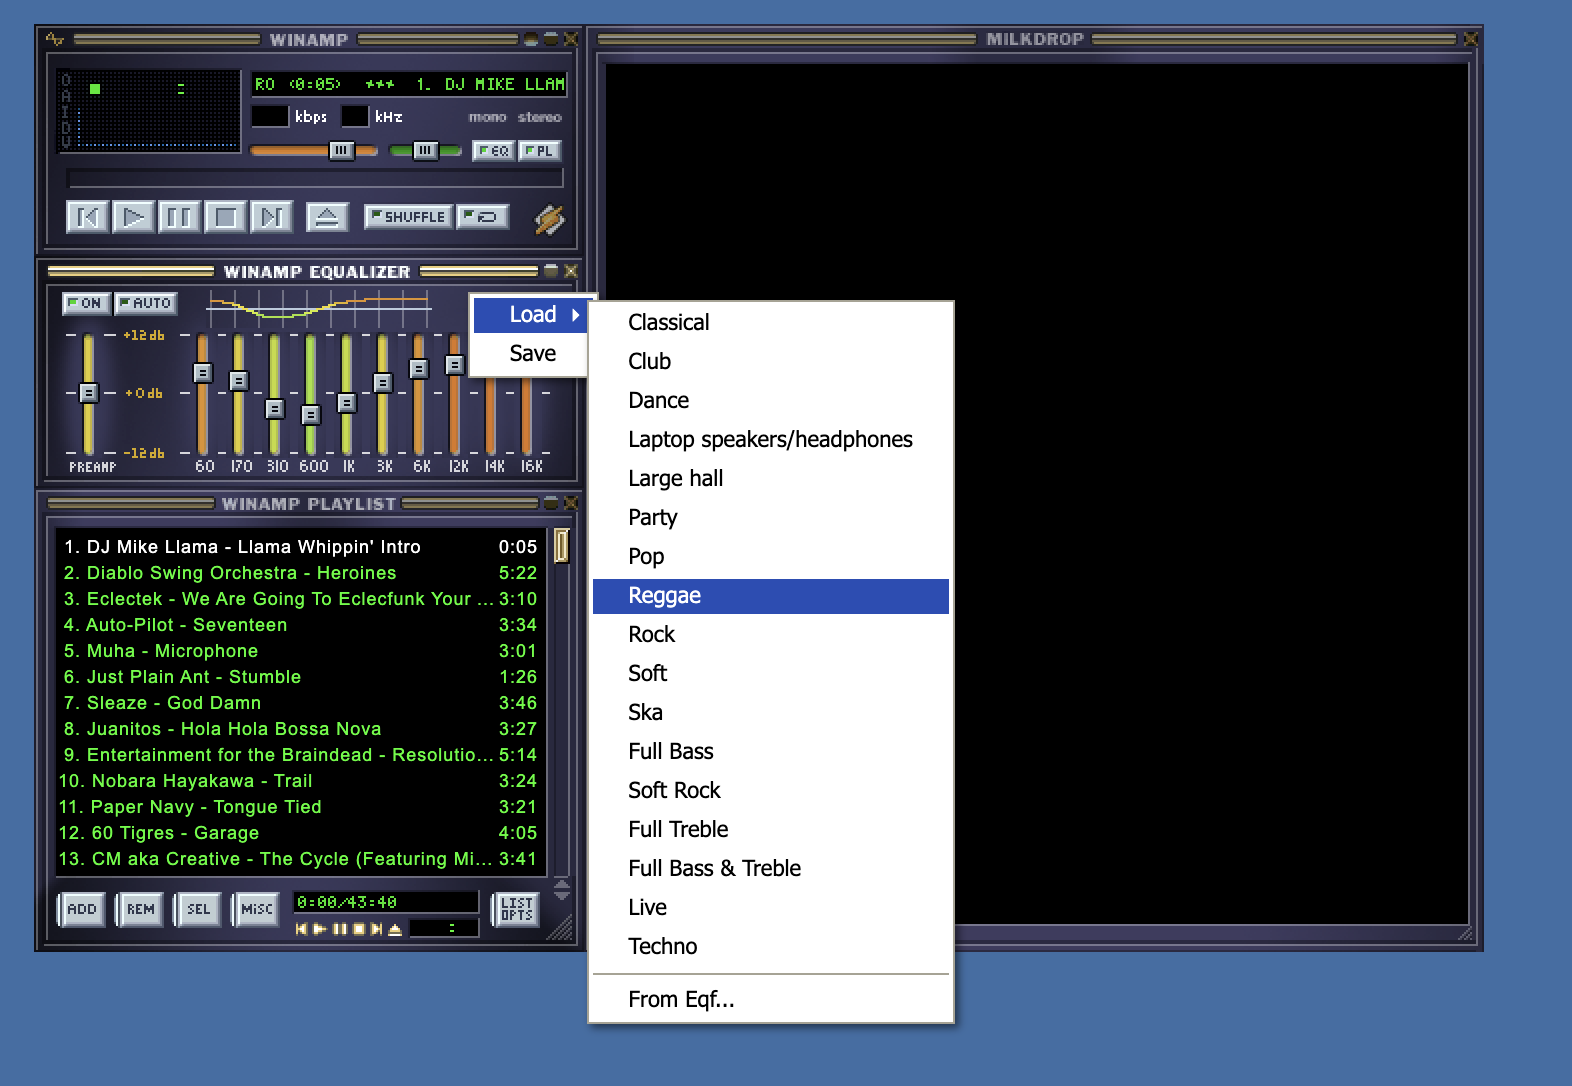 WINAMP
O
A
I
D
V
RO (0:05) *** 1. DJ MIKE LLAM
kbps kHz mono stereo
EQ PL
SHUFFLE
WINAMP EQUALIZER
ON AUTO
+12db
+0db
-12db
PREAMP 60 170 310 600 1K 3K 6K 12K 14K 16K
WINAMP PLAYLIST
1. DJ Mike Llama - Llama Whippin' Intro 0:05
2. Diablo Swing Orchestra - Heroines 5:22
3. Eclectek - We Are Going To Eclecfunk Your ... 3:10
4. Auto-Pilot - Seventeen 3:34
5. Muha - Microphone 3:01
6. Just Plain Ant - Stumble 1:26
7. Sleaze - God Damn 3:46
8. Juanitos - Hola Hola Bossa Nova 3:27
9. Entertainment for the Braindead - Resolutio... 5:14
10. Nobara Hayakawa - Trail 3:24
11. Paper Navy - Tongue Tied 3:21
12. 60 Tigres - Garage 4:05
13. CM aka Creative - The Cycle (Featuring Mi... 3:41
ADD REM SEL MISC
0:00/43:40
:
LIST
OPTS
MILKDROP
Load
Save
Classical
Club
Dance
Laptop speakers/headphones
Large hall
Party
Pop
Reggae
Rock
Soft
Ska
Full Bass
Soft Rock
Full Treble
Full Bass & Treble
Live
Techno
From Eqf...